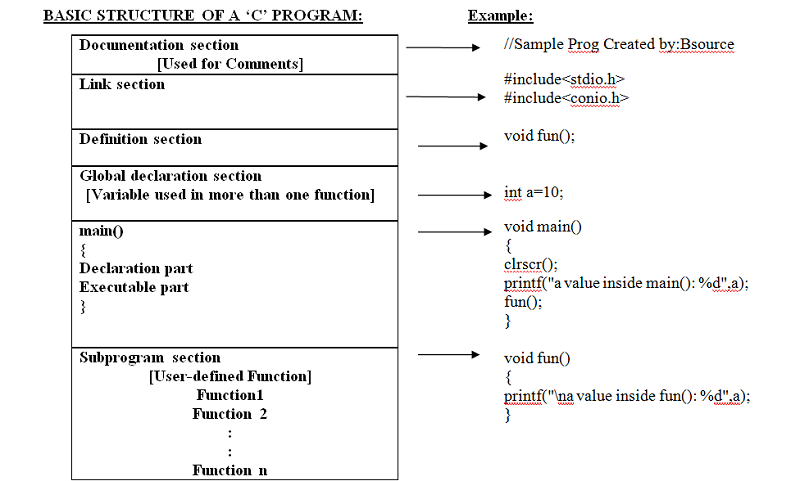 BASIC STRUCTURE OF A ‘C’ PROGRAM:
Documentation section
[Used for Comments]
Link section
Definition section
Global declaration section
[Variable used in more than one function]
main()
{
Declaration part
Executable part
}
Subprogram section
[User-defined Function]
Function1
Function 2
:
:
Function n
Example:
//Sample Prog Created by:Bsource
#include<stdio.h>
#include<conio.h>
void fun();
int a=10;
void main()
{
clrscr();
printf("a value inside main(): %d",a);
fun();
}
void fun()
{
printf("\na value inside fun(): %d",a);
}